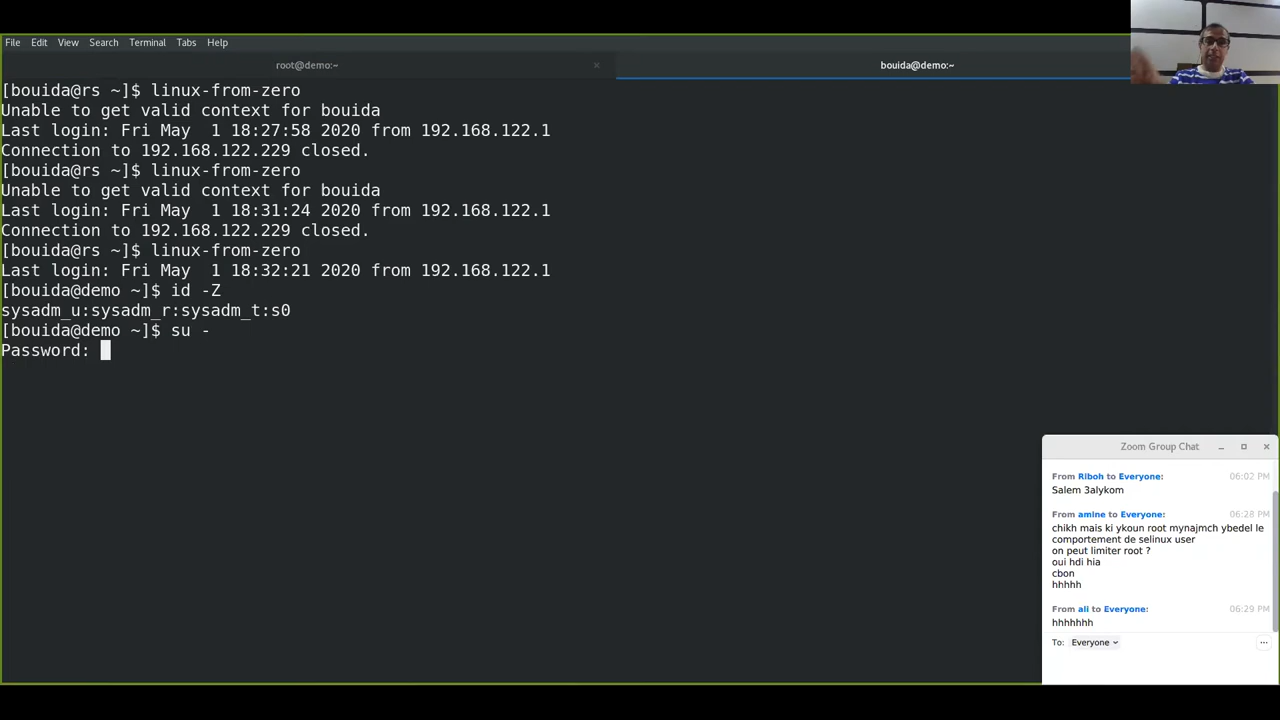 File Edit View Search Terminal Tabs Help
root@demo:~ ×
bouida@demo:~
[bouida@rs ~]$ linux-from-zero
Unable to get valid context for bouida
Last login: Fri May  1 18:27:58 2020 from 192.168.122.1
Connection to 192.168.122.229 closed.
[bouida@rs ~]$ linux-from-zero
Unable to get valid context for bouida
Last login: Fri May  1 18:31:24 2020 from 192.168.122.1
Connection to 192.168.122.229 closed.
[bouida@rs ~]$ linux-from-zero
Last login: Fri May  1 18:32:21 2020 from 192.168.122.1
[bouida@demo ~]$ id -Z
sysadm_u:sysadm_r:sysadm_t:s0
[bouida@demo ~]$ su -
Password:
Zoom Group Chat
From Riboh to Everyone: 06:02 PM
Salem 3alykom
From amine to Everyone: 06:28 PM
chikh mais ki ykoun root mynajmch ybedel le
comportement de selinux user
on peut limiter root ?
oui hdi hia
cbon
hhhhh
From ali to Everyone: 06:29 PM
hhhhhhh
To: Everyone